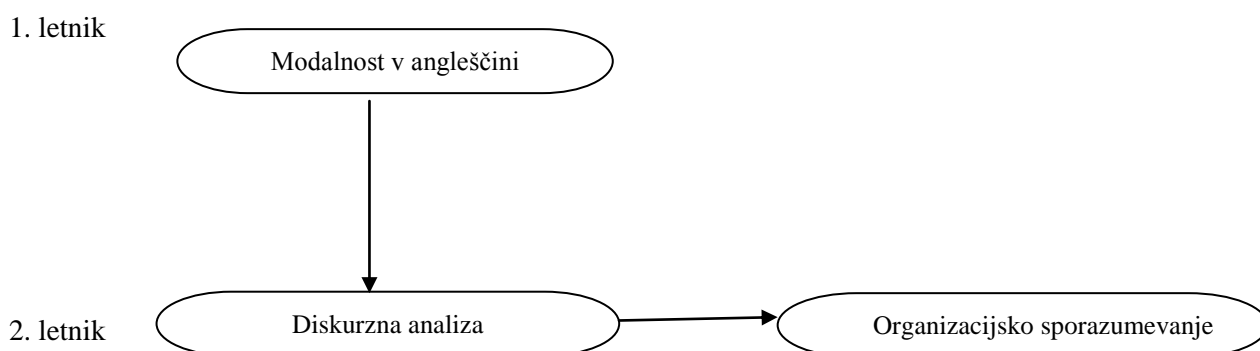 1. letnik
Modalnost v angleščini
2. letnik
Diskurzna analiza
Organizacijsko sporazumevanje